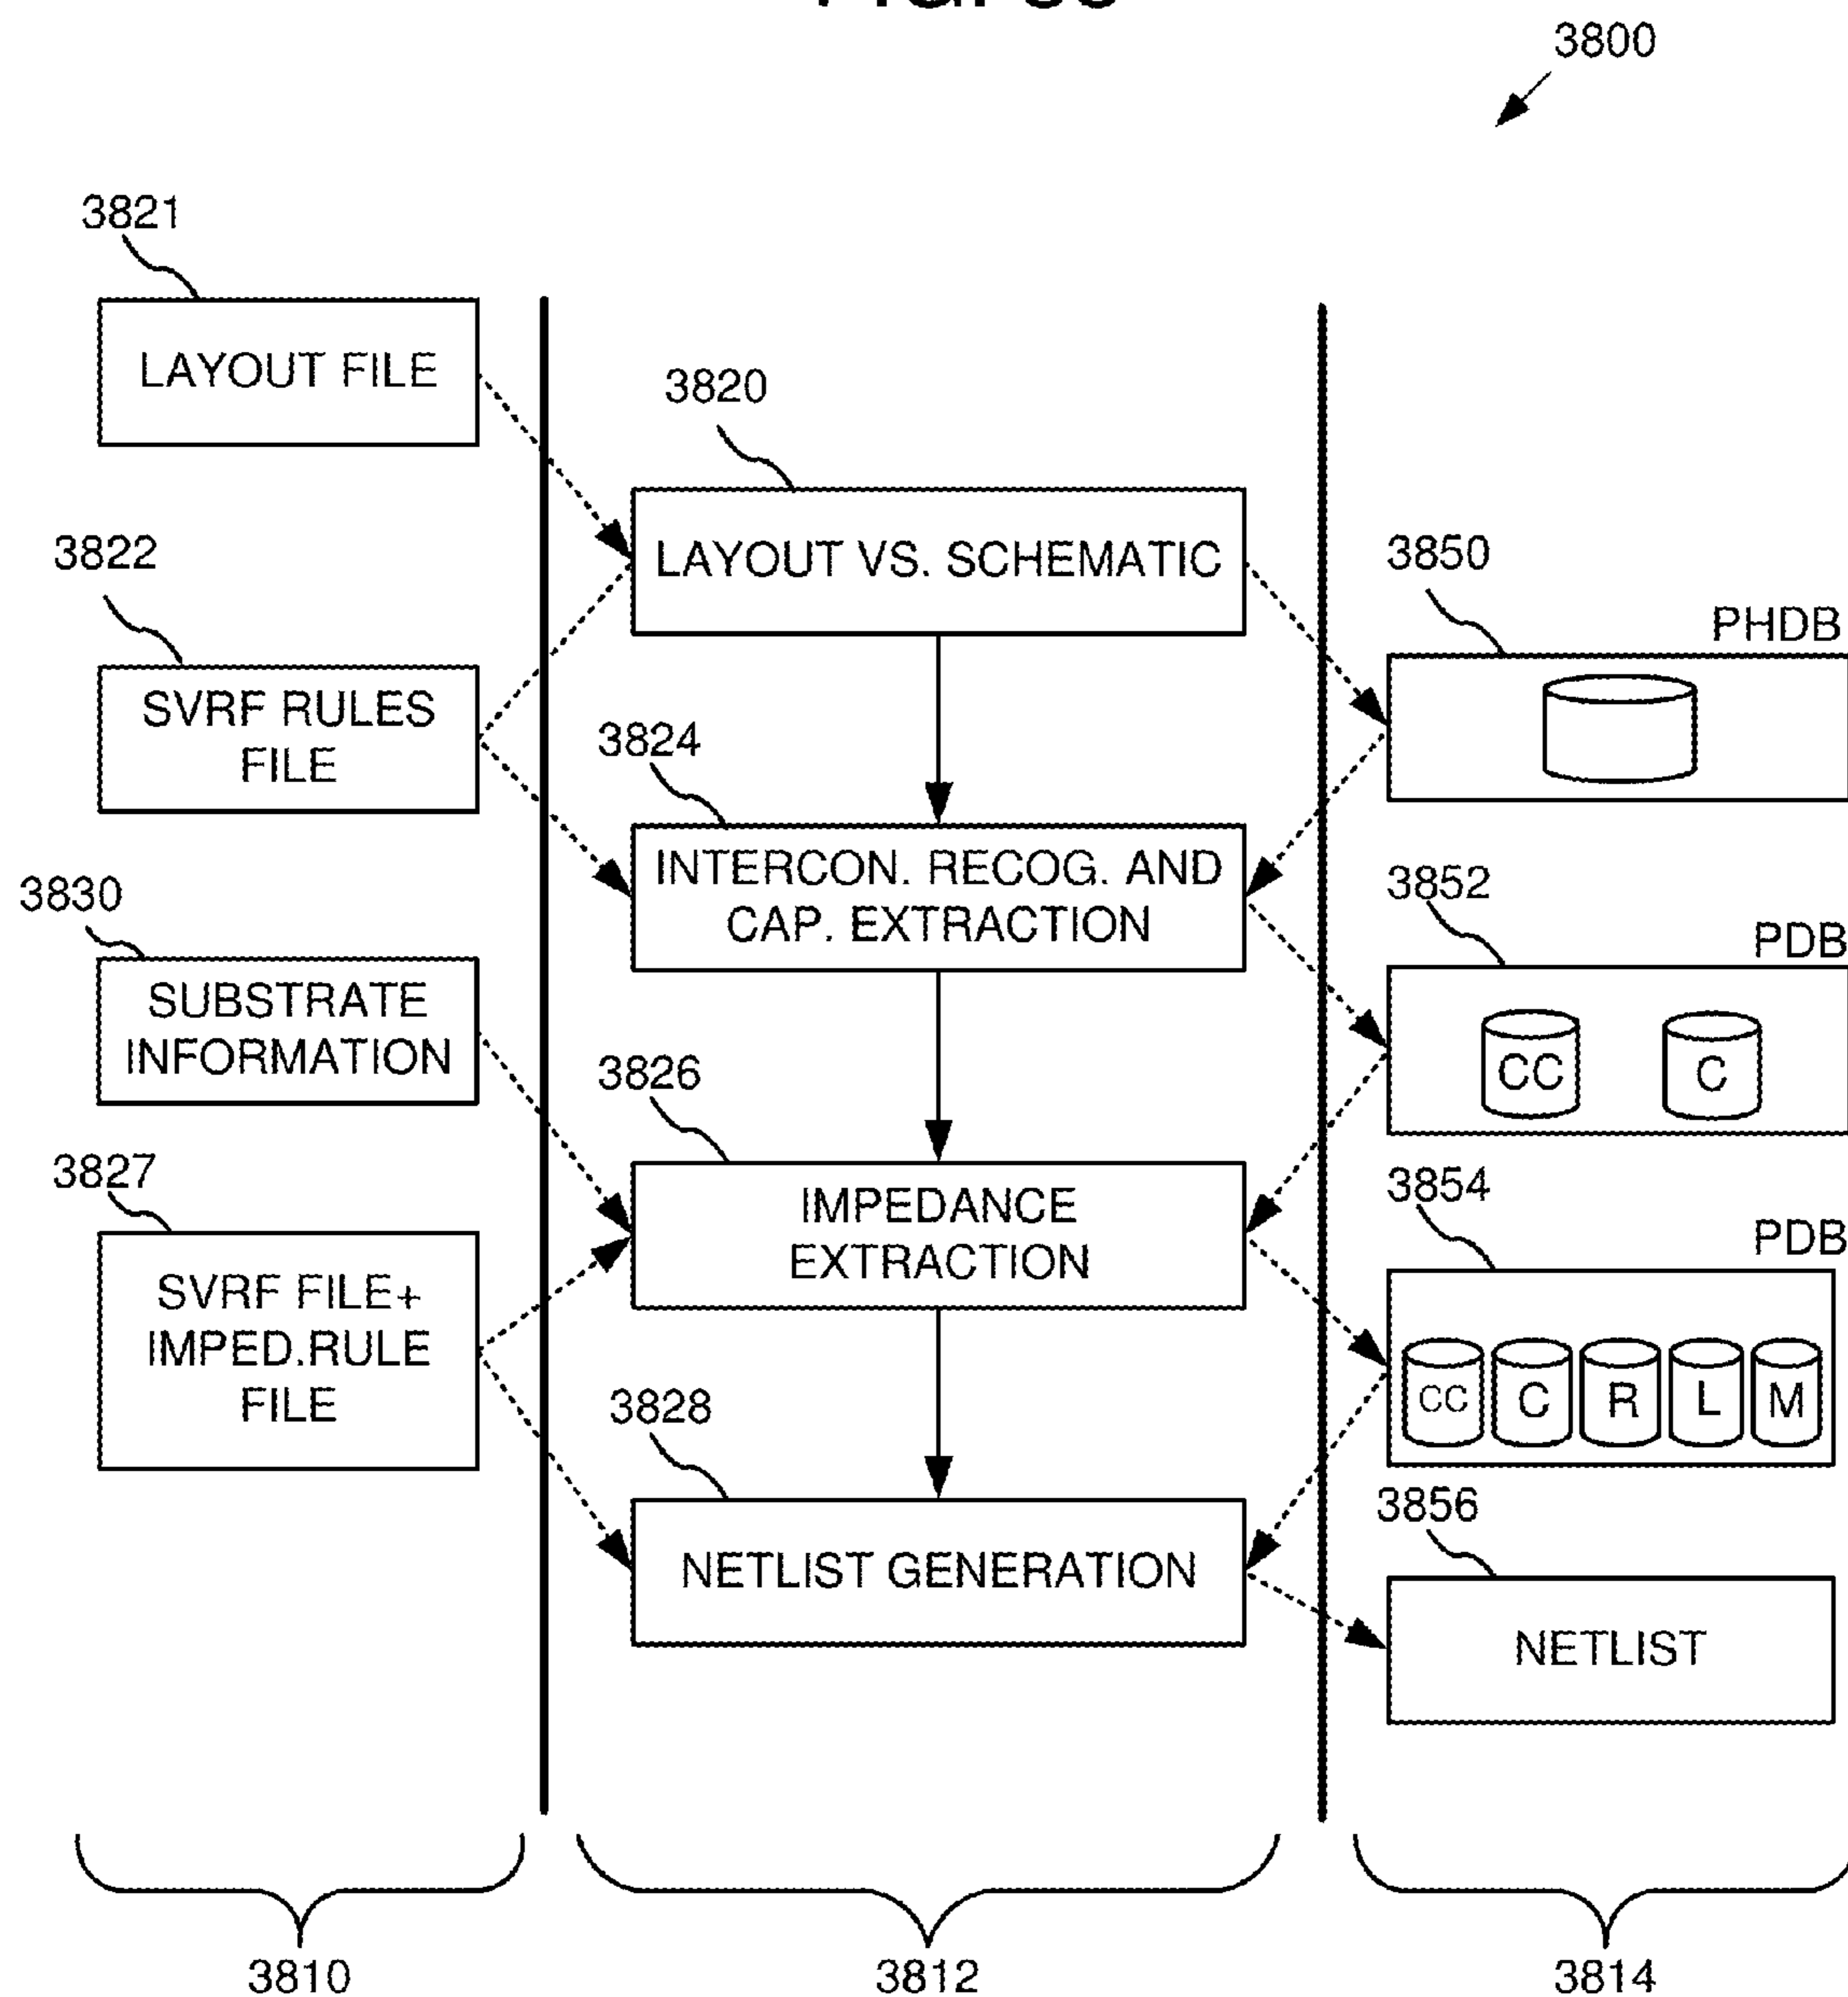 3800
3821
LAYOUT FILE
3820
LAYOUT VS. SCHEMATIC
3822
SVRF RULES
FILE
3850
PHDB
3824
INTERCON. RECOG. AND
CAP. EXTRACTION
3830
SUBSTRATE
INFORMATION
3852
PDB
CC
C
3826
IMPEDANCE
EXTRACTION
3827
SVRF FILE+
IMPED.RULE
FILE
3854
PDB
CC
C
R
L
M
3828
NETLIST GENERATION
3856
NETLIST
3810
3812
3814